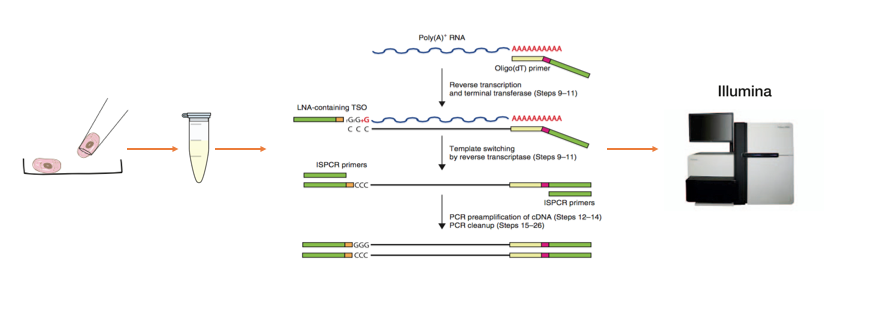 Poly(A)+ RNA
AAAAAAAAAA
Oligo(dT) primer
Reverse transcription
and terminal transferase (Steps 9–11)
Illumina
LNA-containing TSO
rGrG+G
AAAAAAAAAA
C C C
Template switching
by reverse transcriptase (Steps 9–11)
ISPCR primers
CCC
ISPCR primers
PCR preamplification of cDNA (Steps 12–14)
PCR cleanup (Steps 15–26)
GGG
CCC